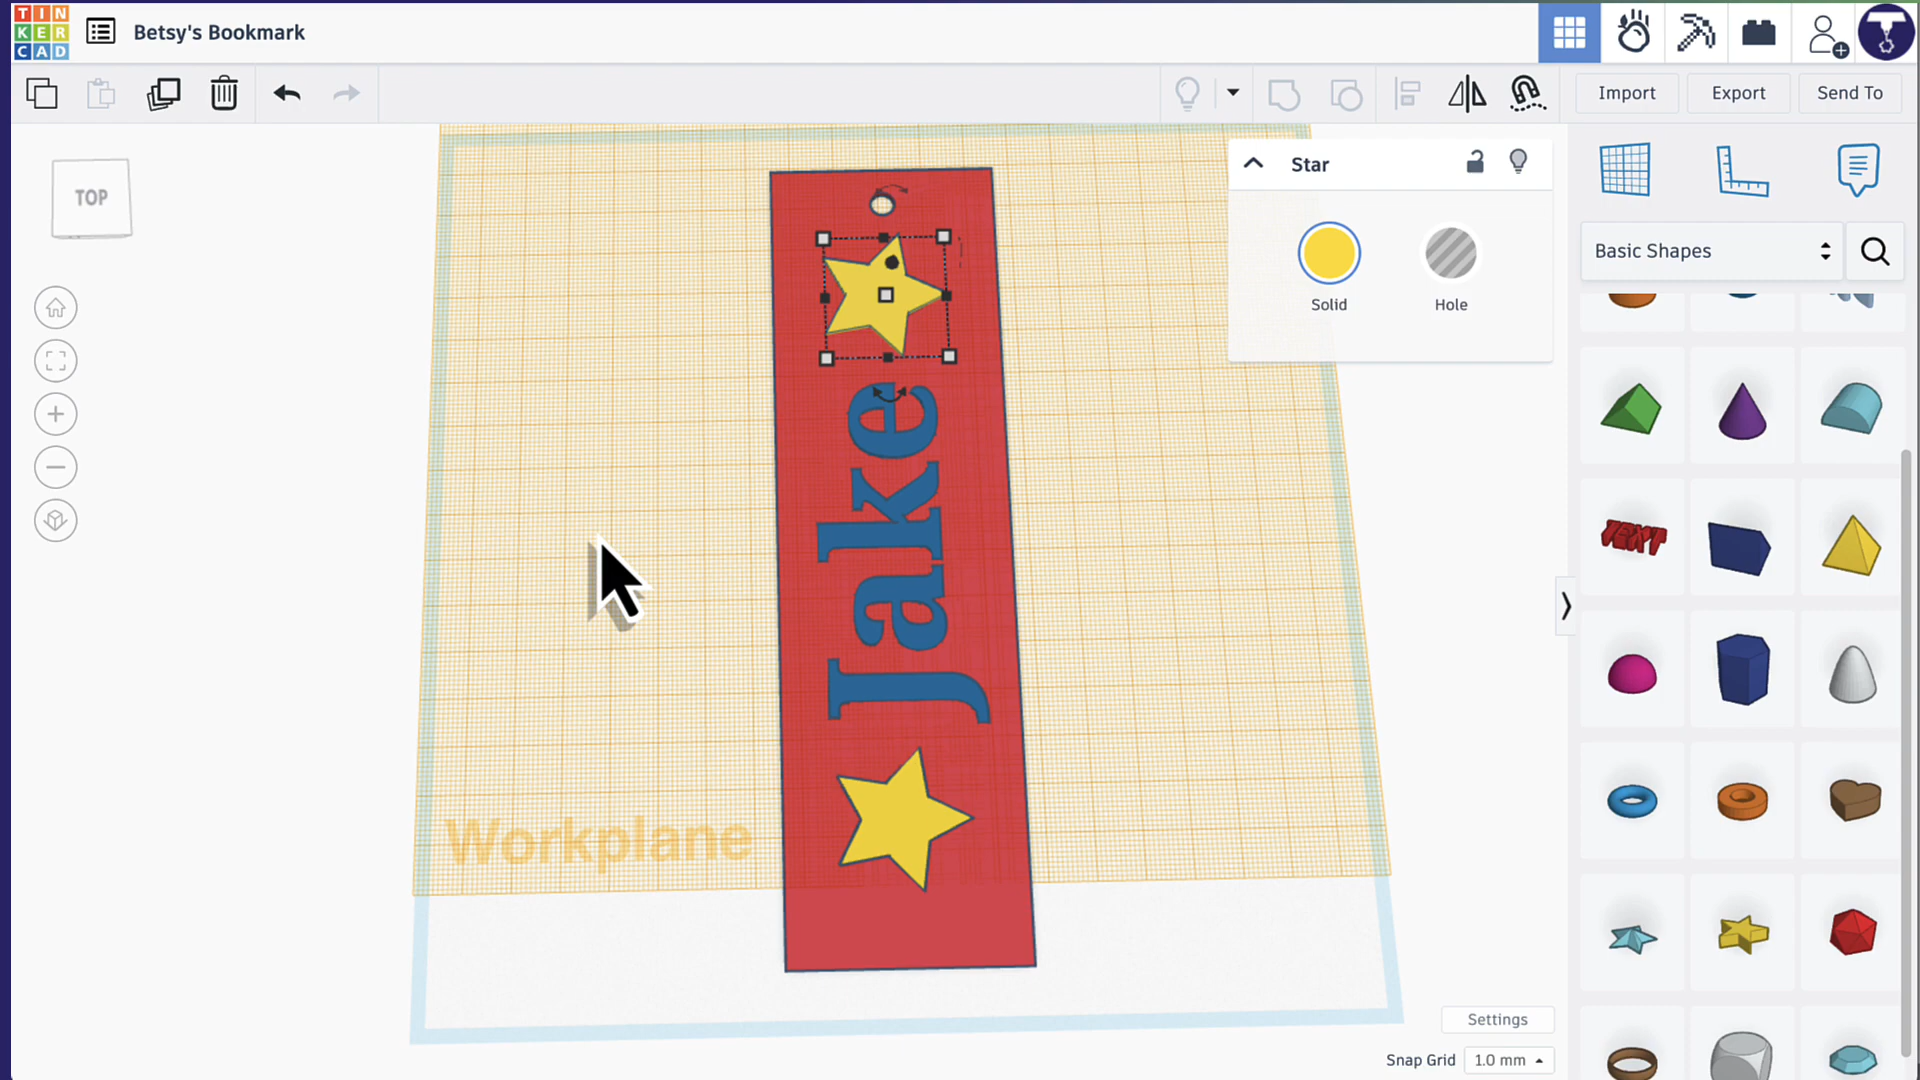 TIN
KER
CAD
Betsy's Bookmark
Import
Export
Send To
TOP
Star
Solid
Hole
Basic Shapes
TEXT
Jake
Workplane
Settings
Snap Grid 1.0 mm